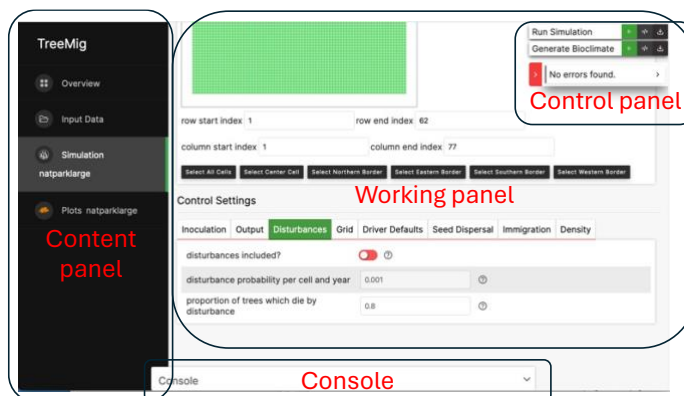 TreeMig
Overview
Input Data
Simulation
natparklarge
Plots natparklarge
Content
panel
Run Simulation
Generate Bioclimate
No errors found.
Control panel
row start index 1 row end index 62
column start index 1 column end index 77
Select All Cells Select Center Cell Select Northern Border Select Eastern Border Select Southern Border Select Western Border
Working panel
Control Settings
Inoculation Output Disturbances Grid Driver Defaults Seed Dispersal Immigration Density
disturbances included?
disturbance probability per cell and year 0.001
proportion of trees which die by
disturbance 0.8
Console Console